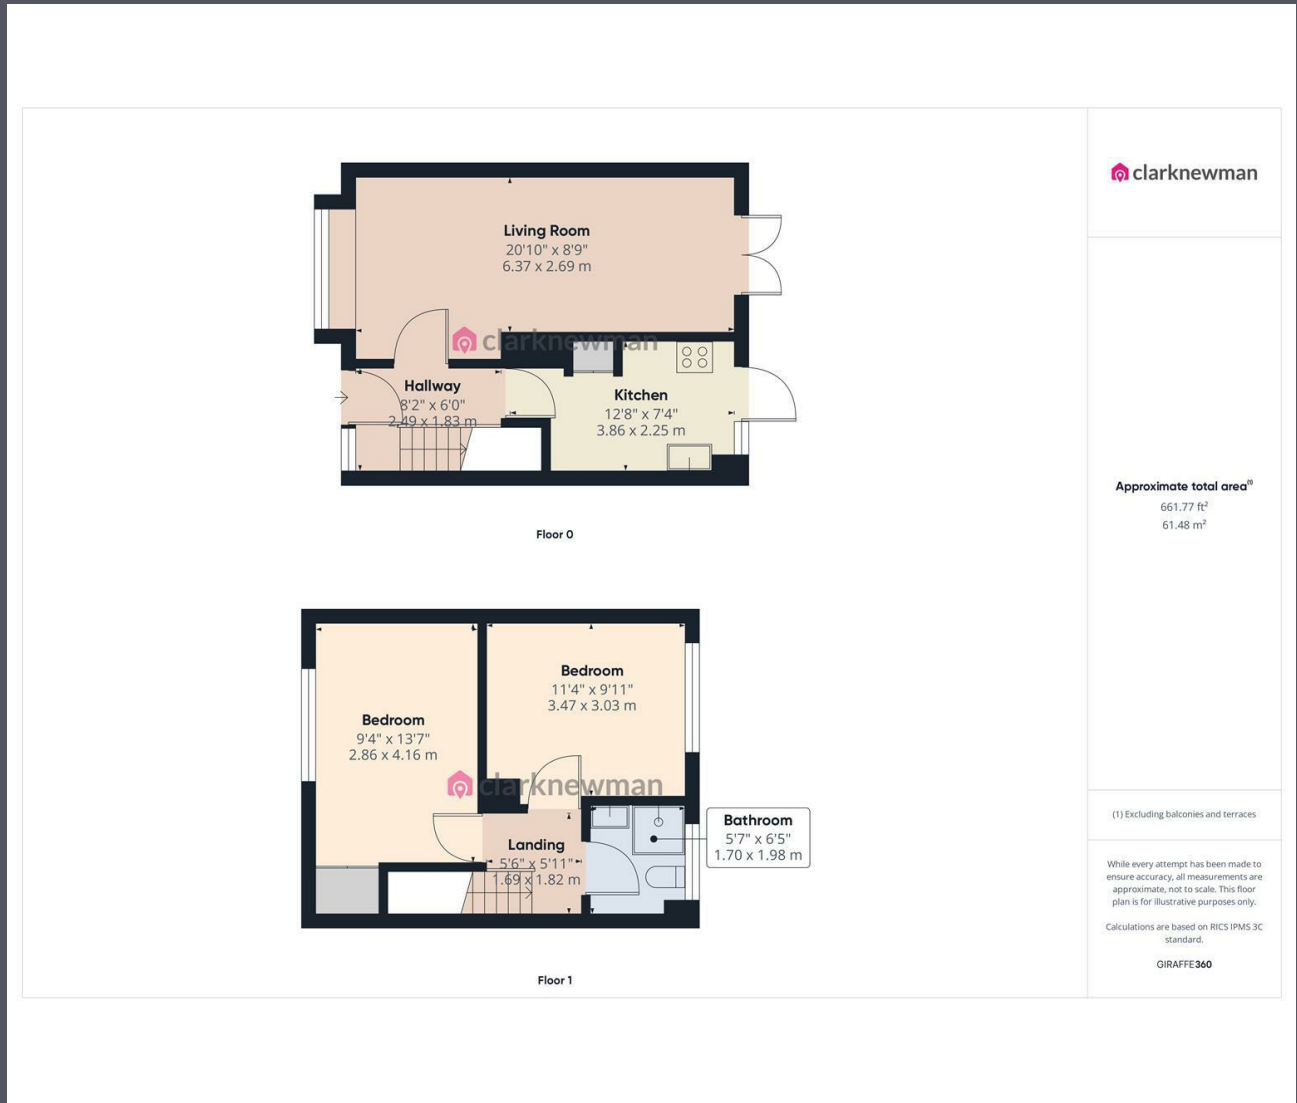 clarknewman
Living Room
20'10" x 8'9"
6.37 x 2.69 m
clarknewman
Hallway
8'2" x 6'0"
2.49 x 1.83 m
Kitchen
12'8" x 7'4"
3.86 x 2.25 m
Floor 0
Bedroom
9'4" x 13'7"
2.86 x 4.16 m
Bedroom
11'4" x 9'11"
3.47 x 3.03 m
clarknewman
Landing
5'6" x 5'11"
1.69 x 1.82 m
Bathroom
5'7" x 6'5"
1.70 x 1.98 m
Floor 1
Approximate total area(1)
661.77 ft²
61.48 m²
(1) Excluding balconies and terraces
While every attempt has been made to
ensure accuracy, all measurements are
approximate, not to scale. This floor
plan is for illustrative purposes only.
Calculations are based on RICS IPMS 3C
standard.
GIRAFFE360